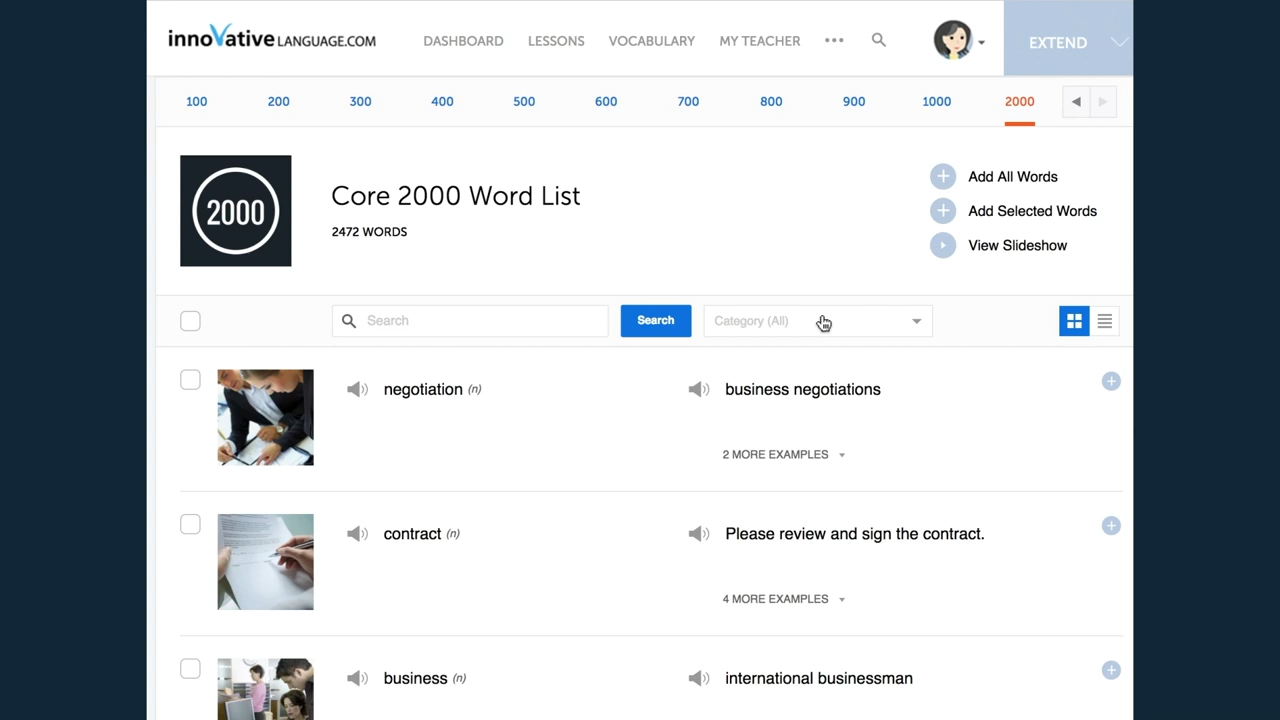 innoVative LANGUAGE.COM
DASHBOARD LESSONS VOCABULARY MY TEACHER EXTEND
100 200 300 400 500 600 700 800 900 1000 2000
2000
Core 2000 Word List
2472 WORDS
Add All Words
Add Selected Words
View Slideshow
Search Search Category (All)
negotiation (n) business negotiations
2 MORE EXAMPLES
contract (n) Please review and sign the contract.
4 MORE EXAMPLES
business (n) international businessman